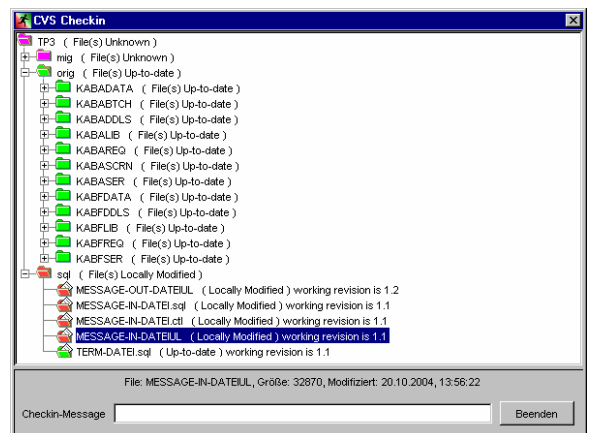 CVS Checkin
TP3 ( File(s) Unknown )
mig ( File(s) Unknown )
orig ( File(s) Up-to-date )
KABADATA ( File(s) Up-to-date )
KABABTCH ( File(s) Up-to-date )
KABADDLS ( File(s) Up-to-date )
KABALIB ( File(s) Up-to-date )
KABAREQ ( File(s) Up-to-date )
KABASCRN ( File(s) Up-to-date )
KABASER ( File(s) Up-to-date )
KABFDATA ( File(s) Up-to-date )
KABFDDLS ( File(s) Up-to-date )
KABFLIB ( File(s) Up-to-date )
KABFREQ ( File(s) Up-to-date )
KABFSER ( File(s) Up-to-date )
sql ( File(s) Locally Modified )
MESSAGE-OUT-DATEIUL ( Locally Modified ) working revision is 1.2
MESSAGE-IN-DATEI.sql ( Locally Modified ) working revision is 1.1
MESSAGE-IN-DATEI.ctl ( Locally Modified ) working revision is 1.1
MESSAGE-IN-DATEIUL ( Locally Modified ) working revision is 1.1
TERM-DATEI.sql ( Up-to-date ) working revision is 1.1
File: MESSAGE-IN-DATEIUL, Größe: 32870, Modifiziert: 20.10.2004, 13:56:22
Checkin-Message
Beenden